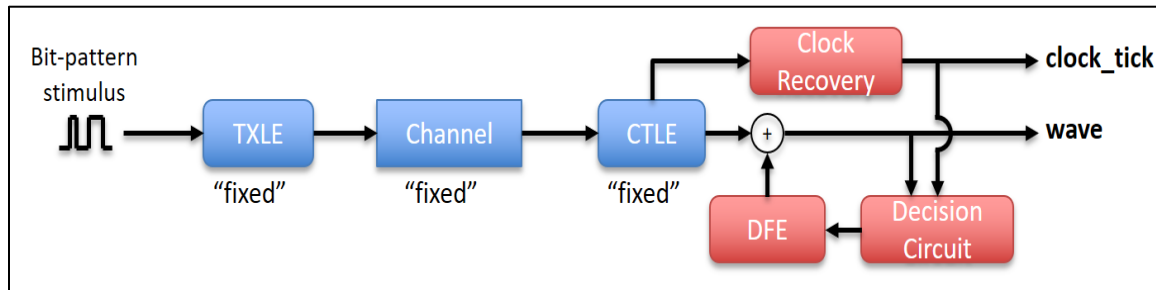 Bit-pattern
stimulus
TXLE
"fixed"
Channel
"fixed"
CTLE
"fixed"
Clock
Recovery
clock_tick
+
wave
DFE
Decision
Circuit